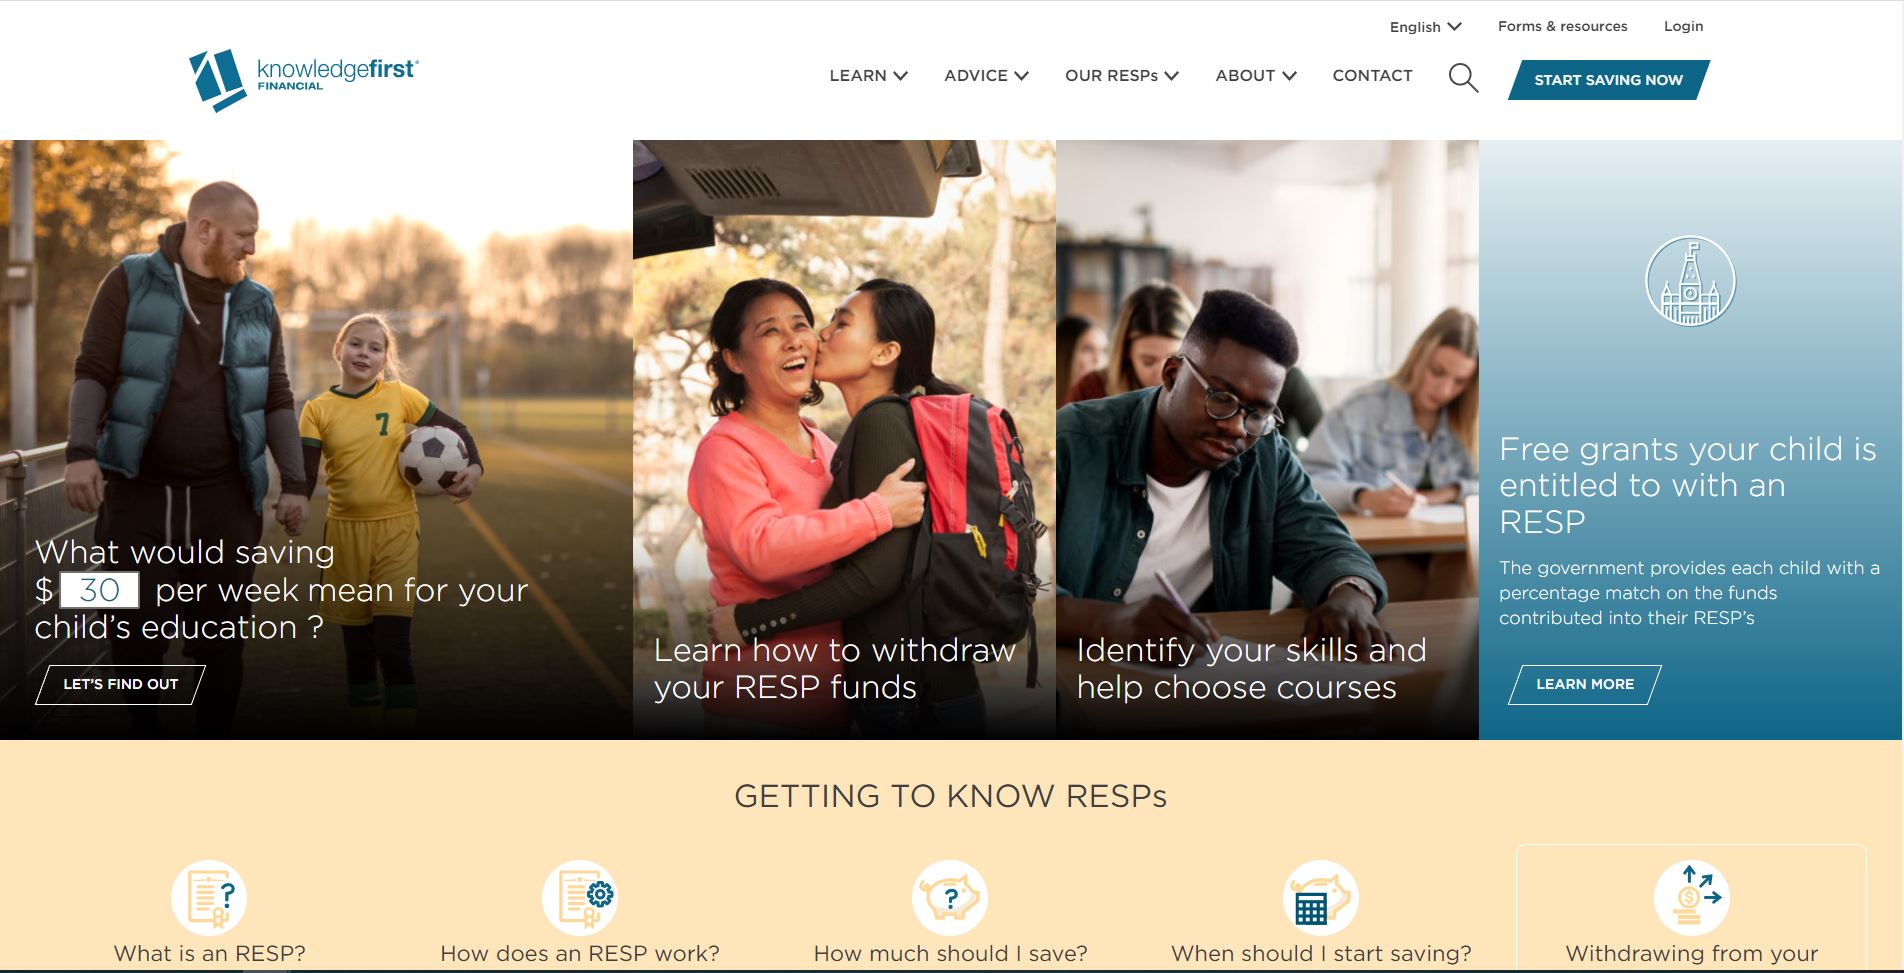 English
Forms & resources
Login
knowledgefirst
FINANCIAL
LEARN
ADVICE
OUR RESPs
ABOUT
CONTACT
START SAVING NOW
7
What would saving
$ 30 per week mean for your
child's education ?
LET'S FIND OUT
Learn how to withdraw
your RESP funds
Identify your skills and
help choose courses
Free grants your child is
entitled to with an
RESP
The government provides each child with a
percentage match on the funds
contributed into their RESP's
LEARN MORE
GETTING TO KNOW RESPs
?
?
$
What is an RESP?
How does an RESP work?
How much should I save?
When should I start saving?
Withdrawing from your